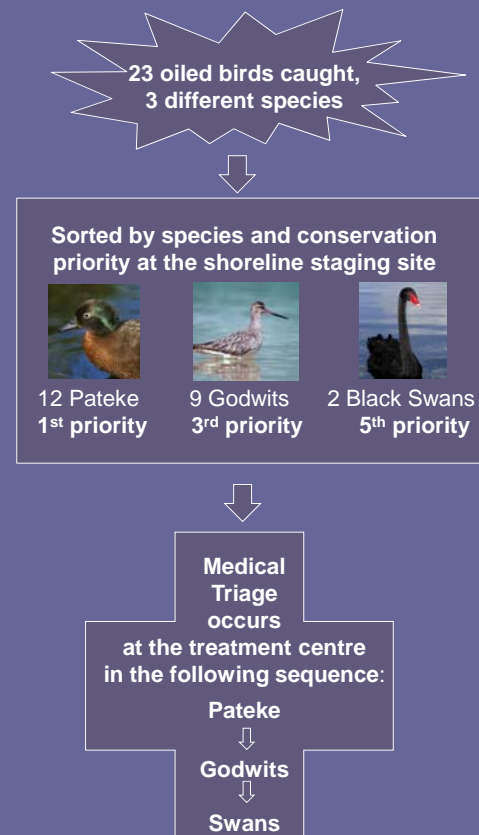 23 oiled birds caught,
3 different species
Sorted by species and conservation
priority at the shoreline staging site
12 Pateke
1st priority
9 Godwits
3rd priority
2 Black Swans
5th priority
Medical
Triage
occurs
at the treatment centre
in the following sequence:
Pateke
Godwits
Swans